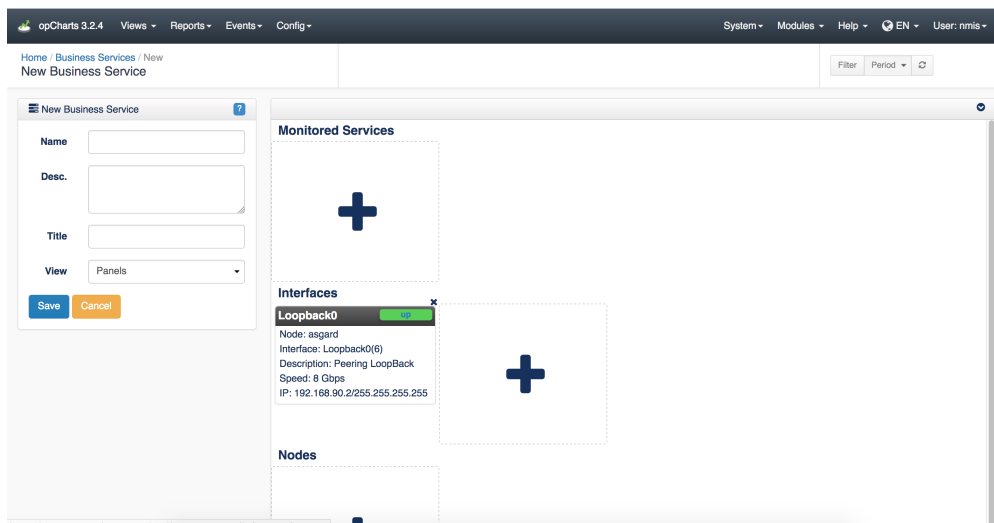 opCharts 3.2.4 Views Reports Events Config System Modules Help EN User: nmis
Home / Business Services / New
New Business Service
Filter Period
New Business Service ?
Name
Desc.
Title
View Panels
Save Cancel
Monitored Services
Interfaces
Loopback0 up
Node: asgard
Interface: Loopback0(6)
Description: Peering LoopBack
Speed: 8 Gbps
IP: 192.168.90.2/255.255.255.255
Nodes